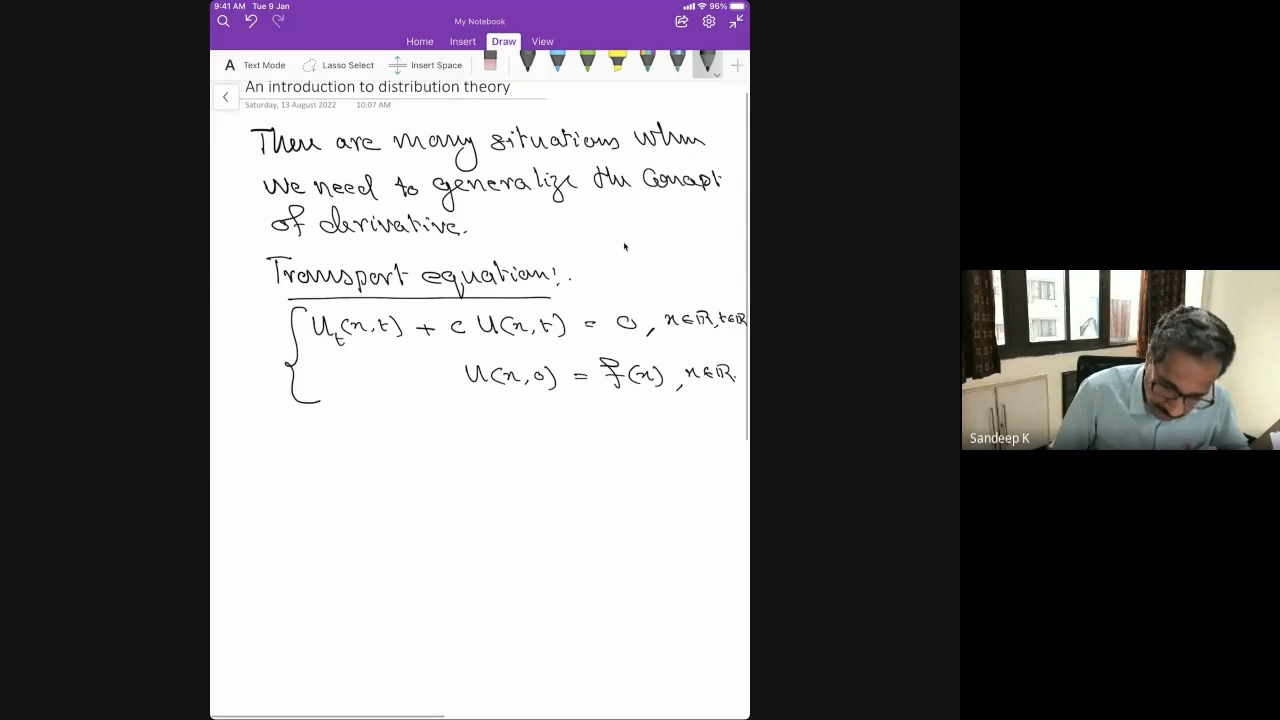 9:41 AM Tue 9 Jan
96%
My Notebook
Home Insert Draw View
A Text Mode Lasso Select Insert Space
An introduction to distribution theory
Saturday, 13 August 2022 10:07 AM
There are many situations when
we need to generalize the concept
of derivative.
Transport equation:
u_t(x,t) + c u(x,t) = 0, x∈ℝ, t∈ℝ
u(x,0) = f(x), x∈ℝ.
Sandeep K